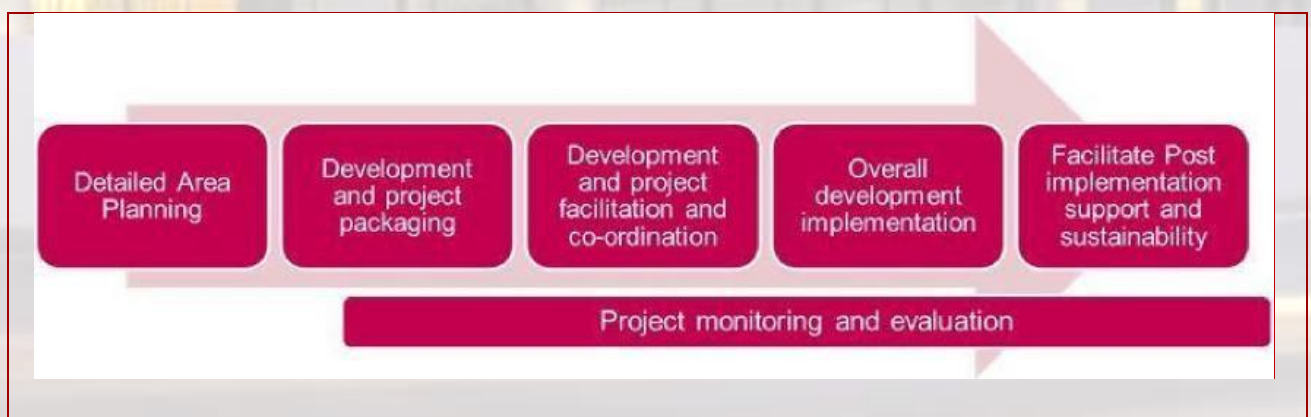 Detailed Area
Planning
Development
and project
packaging
Development
and project
facilitation and
co-ordination
Overall
development
implementation
Facilitate Post
implementation
support and
sustainability
Project monitoring and evaluation